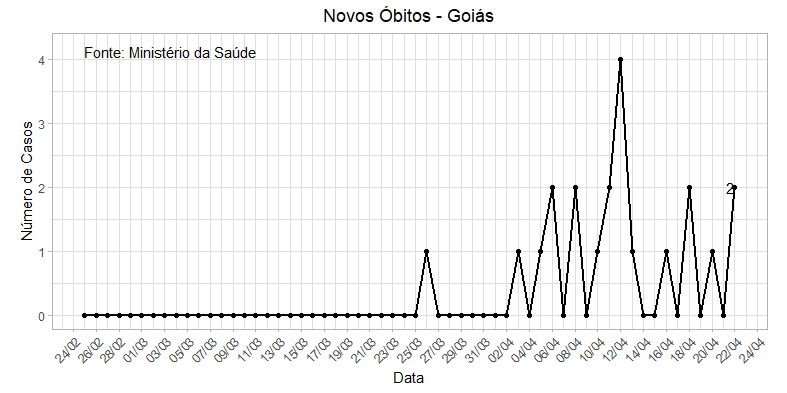 Novos Óbitos - Goiás
Fonte: Ministério da Saúde
Número de Casos
4
3
2
1
0
2
24/02 26/02 28/02 01/03 03/03 05/03 07/03 09/03 11/03 13/03 15/03 17/03 19/03 21/03 23/03 25/03 27/03 29/03 31/03 02/04 04/04 06/04 08/04 10/04 12/04 14/04 16/04 18/04 20/04 22/04 24/04
Data